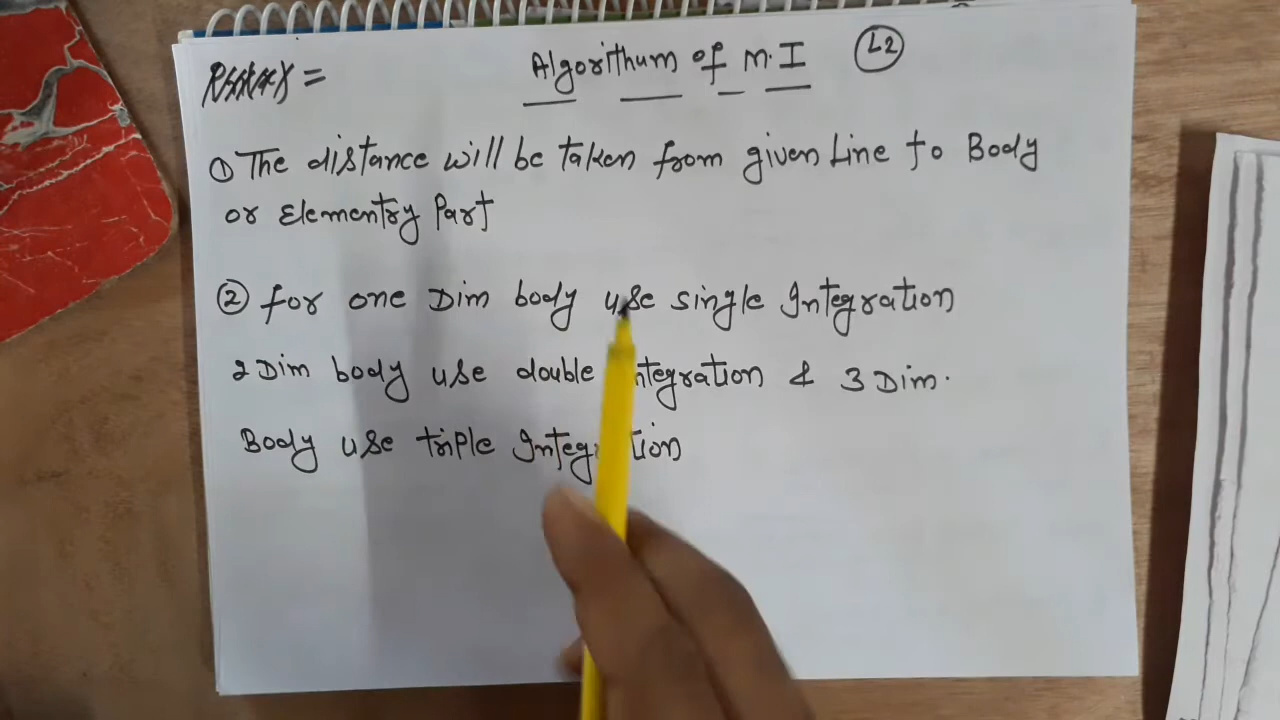 Algorithum of M.I L2
① The distance will be taken from given Line to Body
or Elementry Part
② for one Dim body use single Integration
2 Dim body use double Integration & 3 Dim.
Body use triple Integration